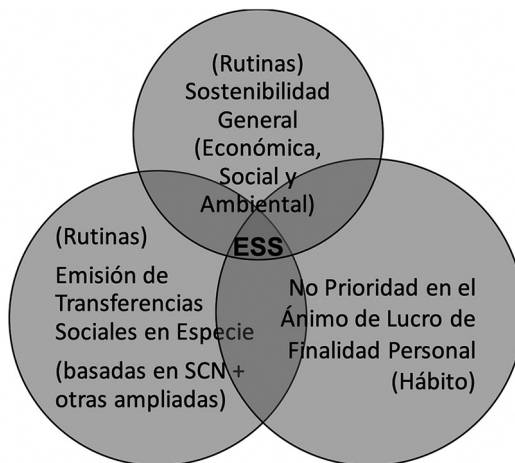 (Rutinas)
Sostenibilidad
General
(Económica,
Social y
Ambiental)
ESS
(Rutinas)
Emisión de
Transferencias
Sociales en Especie
(basadas en SCN +
otras ampliadas)
No Prioridad en el
Ánimo de Lucro de
Finalidad Personal
(Hábito)